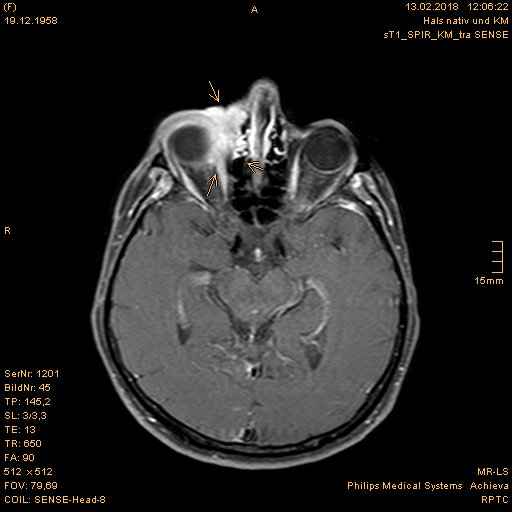 (F)
19.12.1958
A
13.02.2018 12:06:22
Hals nativ und KM
sT1_SPIR_KM_tra SENSE
R
15mm
SerNr: 1201
BildNr: 45
TP: 145,2
SL: 3/3,3
TE: 13
TR: 650
FA: 90
512 × 512
FOV: 79,69
COIL: SENSE-Head-8
MR-LS
Philips Medical Systems Achieva
RPTC